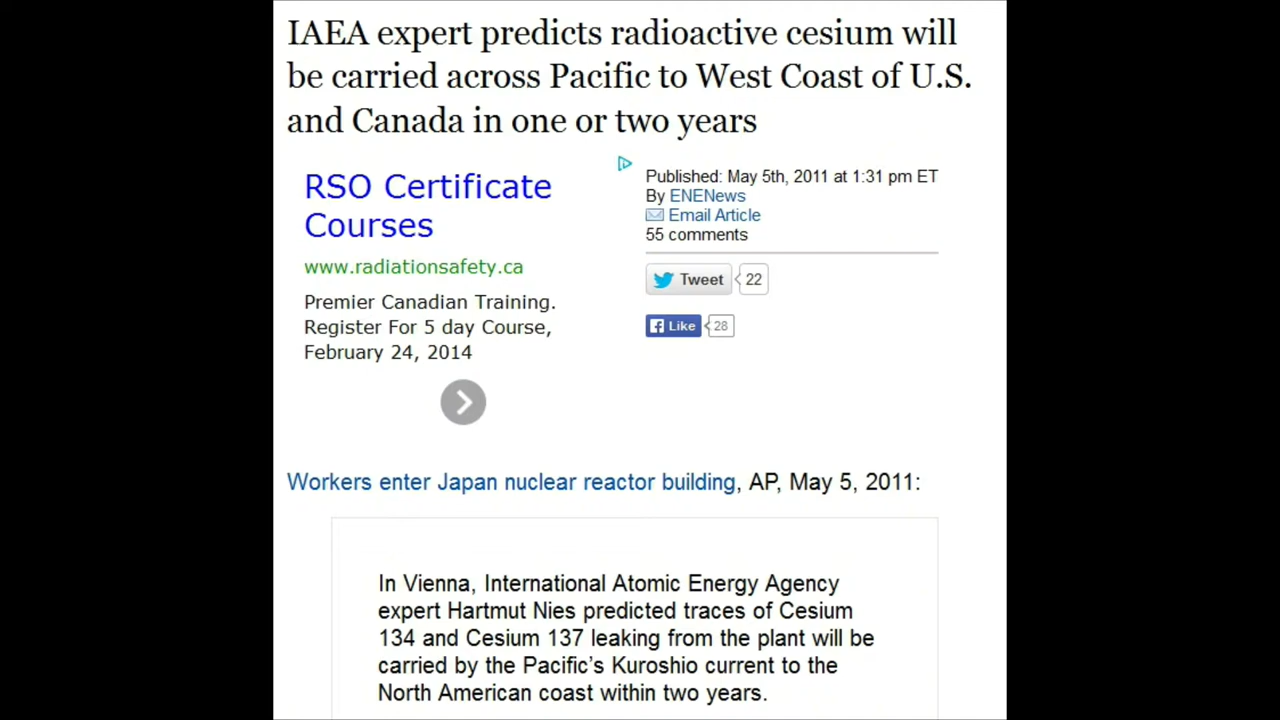 IAEA expert predicts radioactive cesium will
be carried across Pacific to West Coast of U.S.
and Canada in one or two years
RSO Certificate
Courses
www.radiationsafety.ca
Premier Canadian Training.
Register For 5 day Course,
February 24, 2014
Published: May 5th, 2011 at 1:31 pm ET
By ENENews
Email Article
55 comments
Tweet 22
Like 28
Workers enter Japan nuclear reactor building, AP, May 5, 2011:
In Vienna, International Atomic Energy Agency
expert Hartmut Nies predicted traces of Cesium
134 and Cesium 137 leaking from the plant will be
carried by the Pacific’s Kuroshio current to the
North American coast within two years.